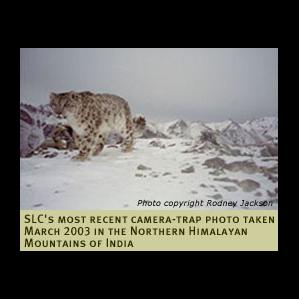 Photo copyright Rodney Jackson
SLC's most recent camera-trap photo taken
March 2003 in the Northern Himalayan
Mountains of India